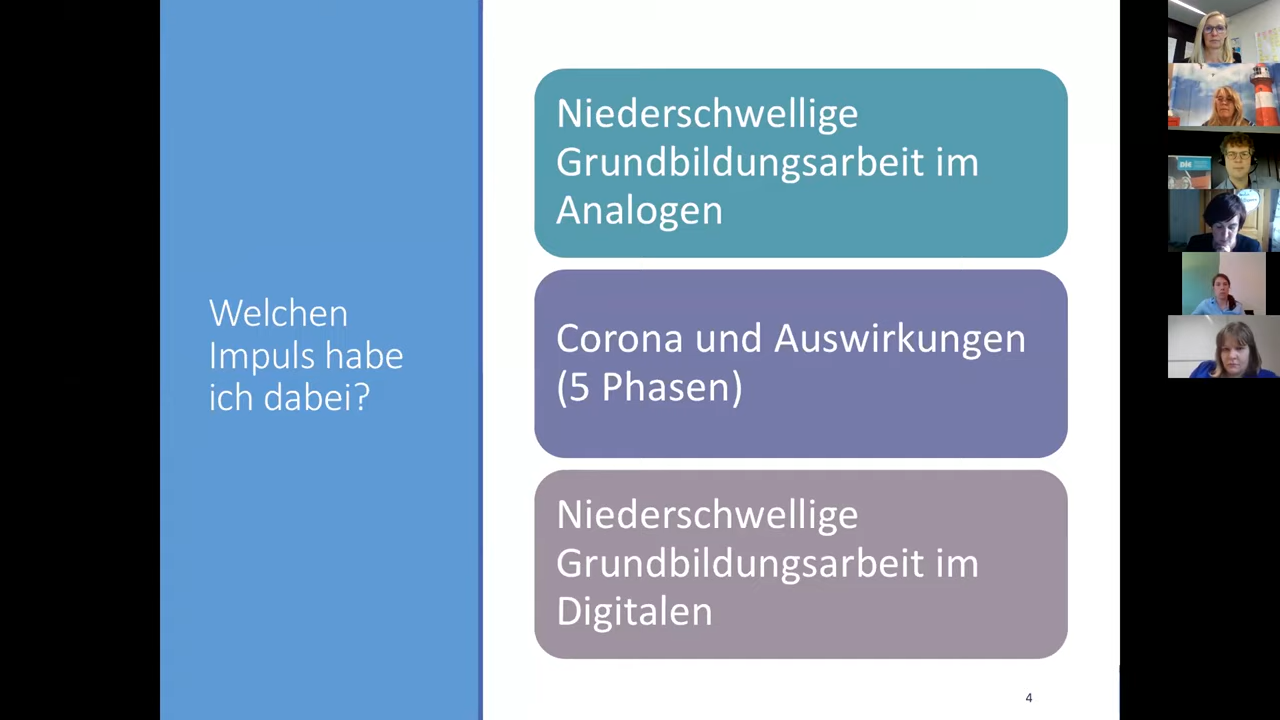 Welchen
Impuls habe
ich dabei?
Niederschwellige
Grundbildungsarbeit im
Analogen
Corona und Auswirkungen
(5 Phasen)
Niederschwellige
Grundbildungsarbeit im
Digitalen
4
die